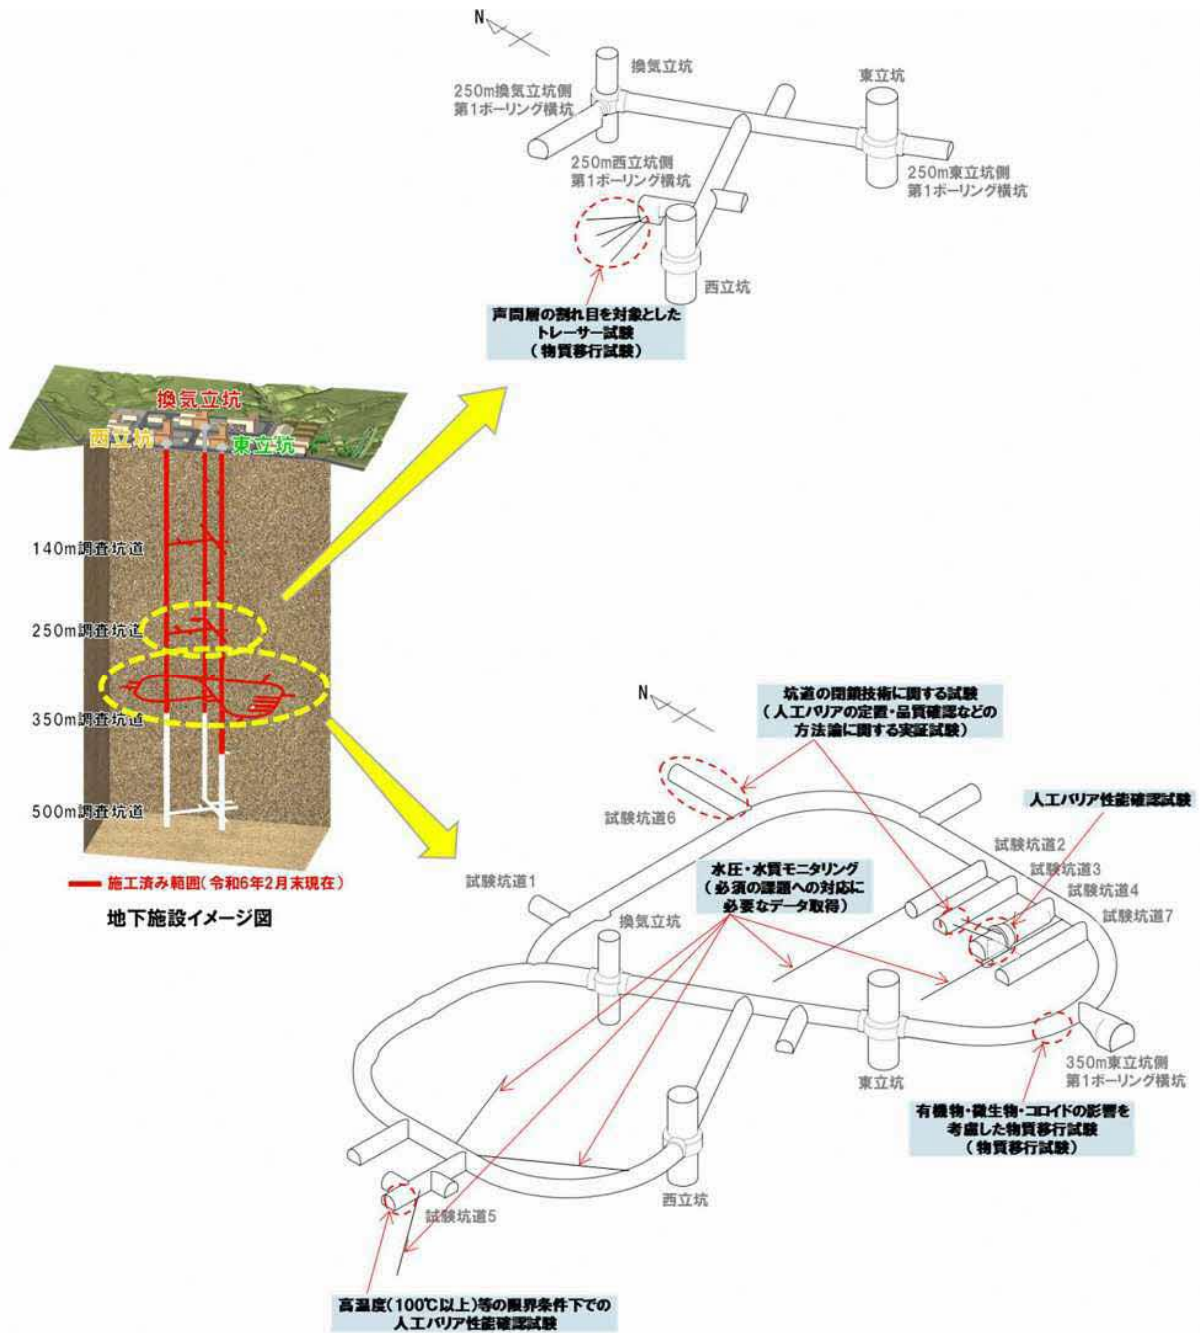 N
換気立坑
東立坑
250m換気立坑側
第1ボーリング横坑
250m西立坑側
第1ボーリング横坑
250m東立坑側
第1ボーリング横坑
西立坑
声問層の割れ目を対象とした
トレーサー試験
(物質移行試験)
換気立坑
西立坑
東立坑
140m調査坑道
250m調査坑道
350m調査坑道
500m調査坑道
施工済み範囲(令和6年2月末現在)
地下施設イメージ図
N
坑道の閉鎖技術に関する試験
(人工バリアの定置・品質確認などの
方法論に関する実証試験)
人工バリア性能確認試験
試験坑道6
試験坑道2
試験坑道3
試験坑道4
試験坑道7
水圧・水質モニタリング
(必須の課題への対応に
必要なデータ取得)
試験坑道1
換気立坑
東立坑
350m東立坑側
第1ボーリング横坑
有機物・微生物・コロイドの影響を
考慮した物質移行試験
(物質移行試験)
西立坑
試験坑道5
高温度(100℃以上)等の限界条件下での
人工バリア性能確認試験